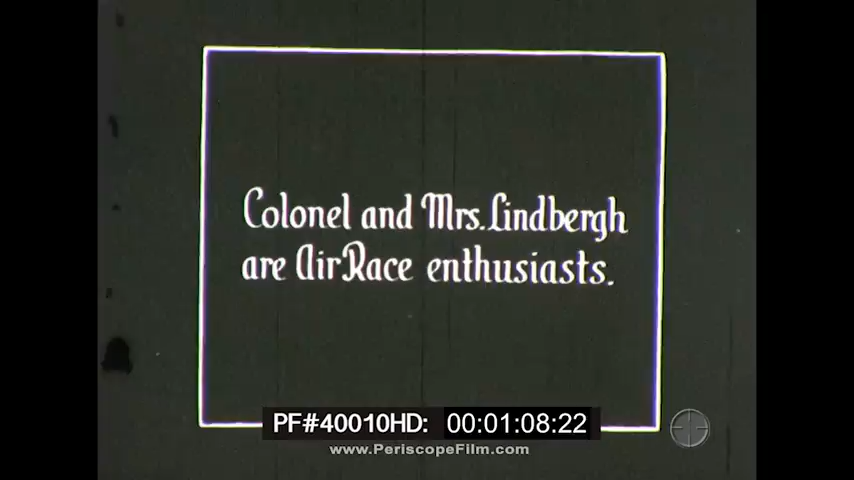 Colonel and Mrs. Lindbergh
are Air Race enthusiasts.
PF#40010HD: 00:01:08:22
www.PeriscopeFilm.com